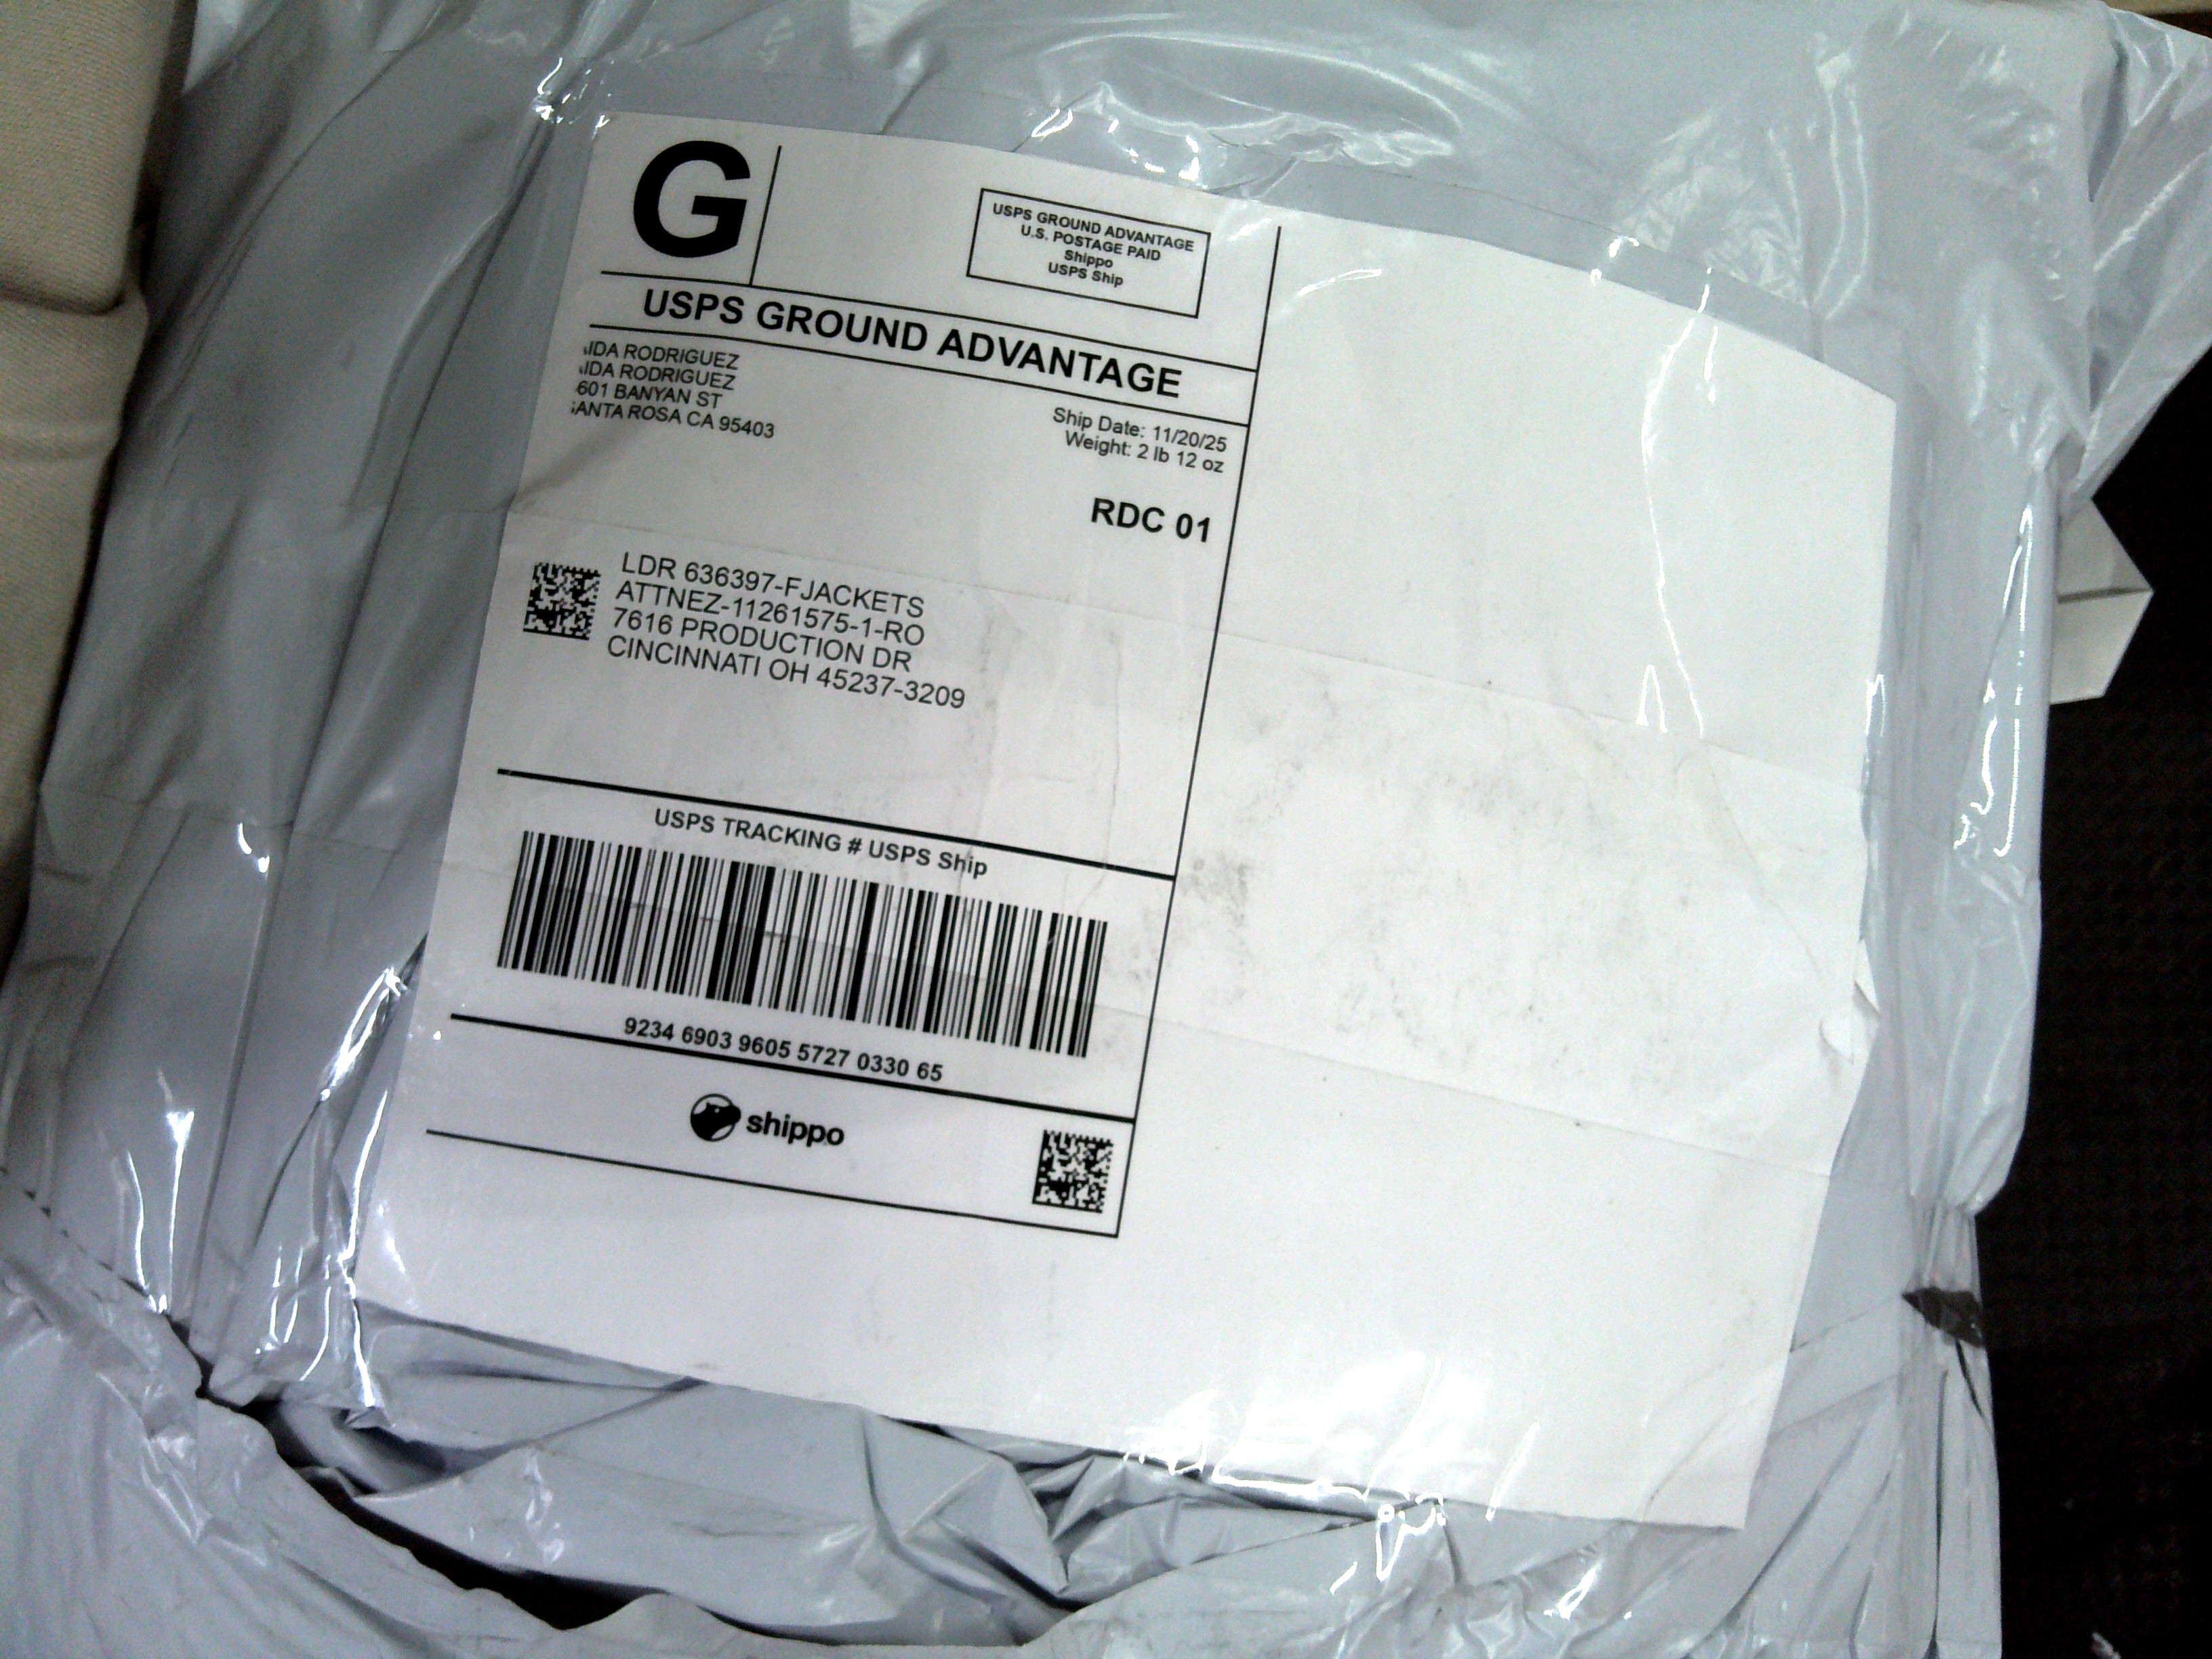 G
USPS GROUND ADVANTAGE
U.S. POSTAGE PAID
Shippo
USPS Ship
USPS GROUND ADVANTAGE
IDA RODRIGUEZ
IDA RODRIGUEZ
601 BANYAN ST
ANTA ROSA CA 95403
Ship Date: 11/20/25
Weight: 2 lb 12 oz
RDC 01
LDR 636397-FJACKETS
ATTNEZ-11261575-1-RO
7616 PRODUCTION DR
CINCINNATI OH 45237-3209
USPS TRACKING # USPS Ship
9234 6903 9605 5727 0330 65
shippo